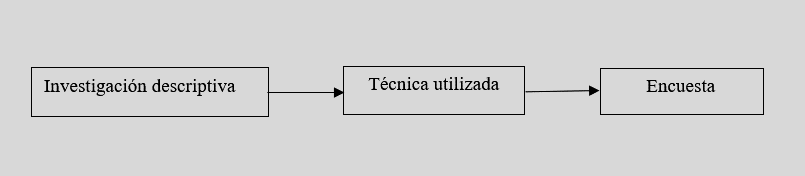 Investigación descriptiva
Técnica utilizada
Encuesta